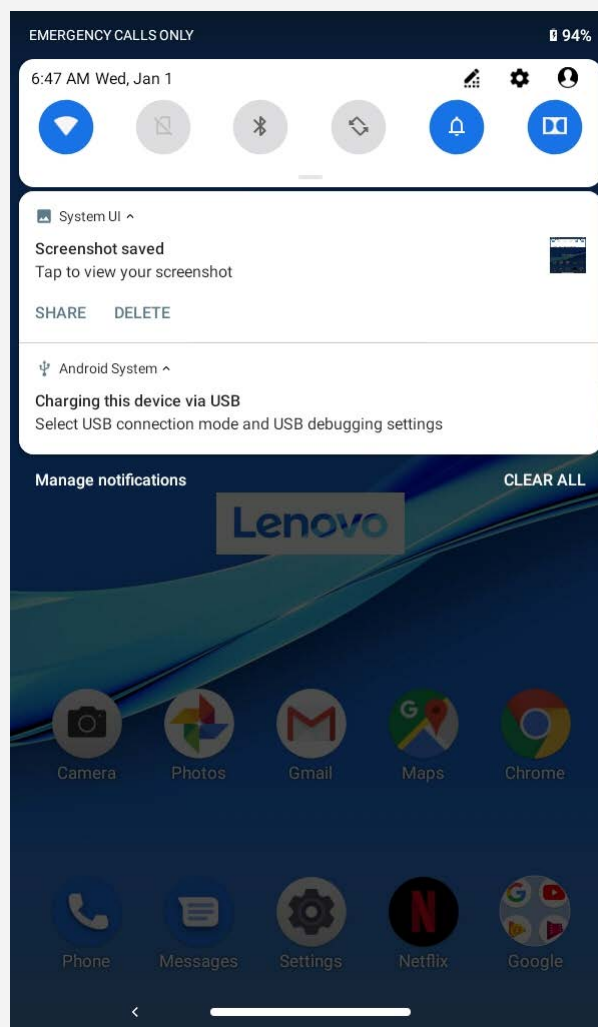 EMERGENCY CALLS ONLY 94%
6:47 AM Wed, Jan 1
System UI
Screenshot saved
Tap to view your screenshot
SHARE DELETE
Android System
Charging this device via USB
Select USB connection mode and USB debugging settings
Manage notifications CLEAR ALL
Lenovo
Camera Photos Gmail Maps Chrome
Phone Messages Settings Netflix Google